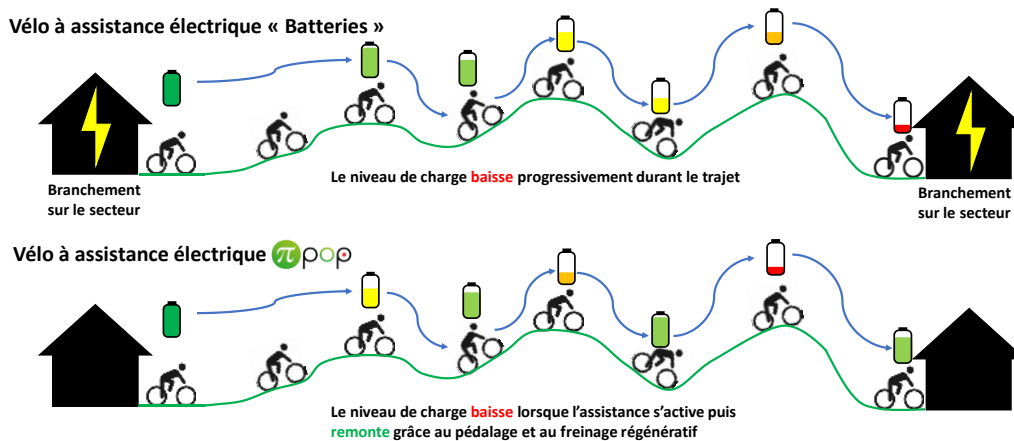 Vélo à assistance électrique « Batteries »
Branchement
sur le secteur
Le niveau de charge baisse progressivement durant le trajet
Branchement
sur le secteur
Vélo à assistance électrique πpop
Le niveau de charge baisse lorsque l'assistance s'active puis
remonte grâce au pédalage et au freinage régénératif